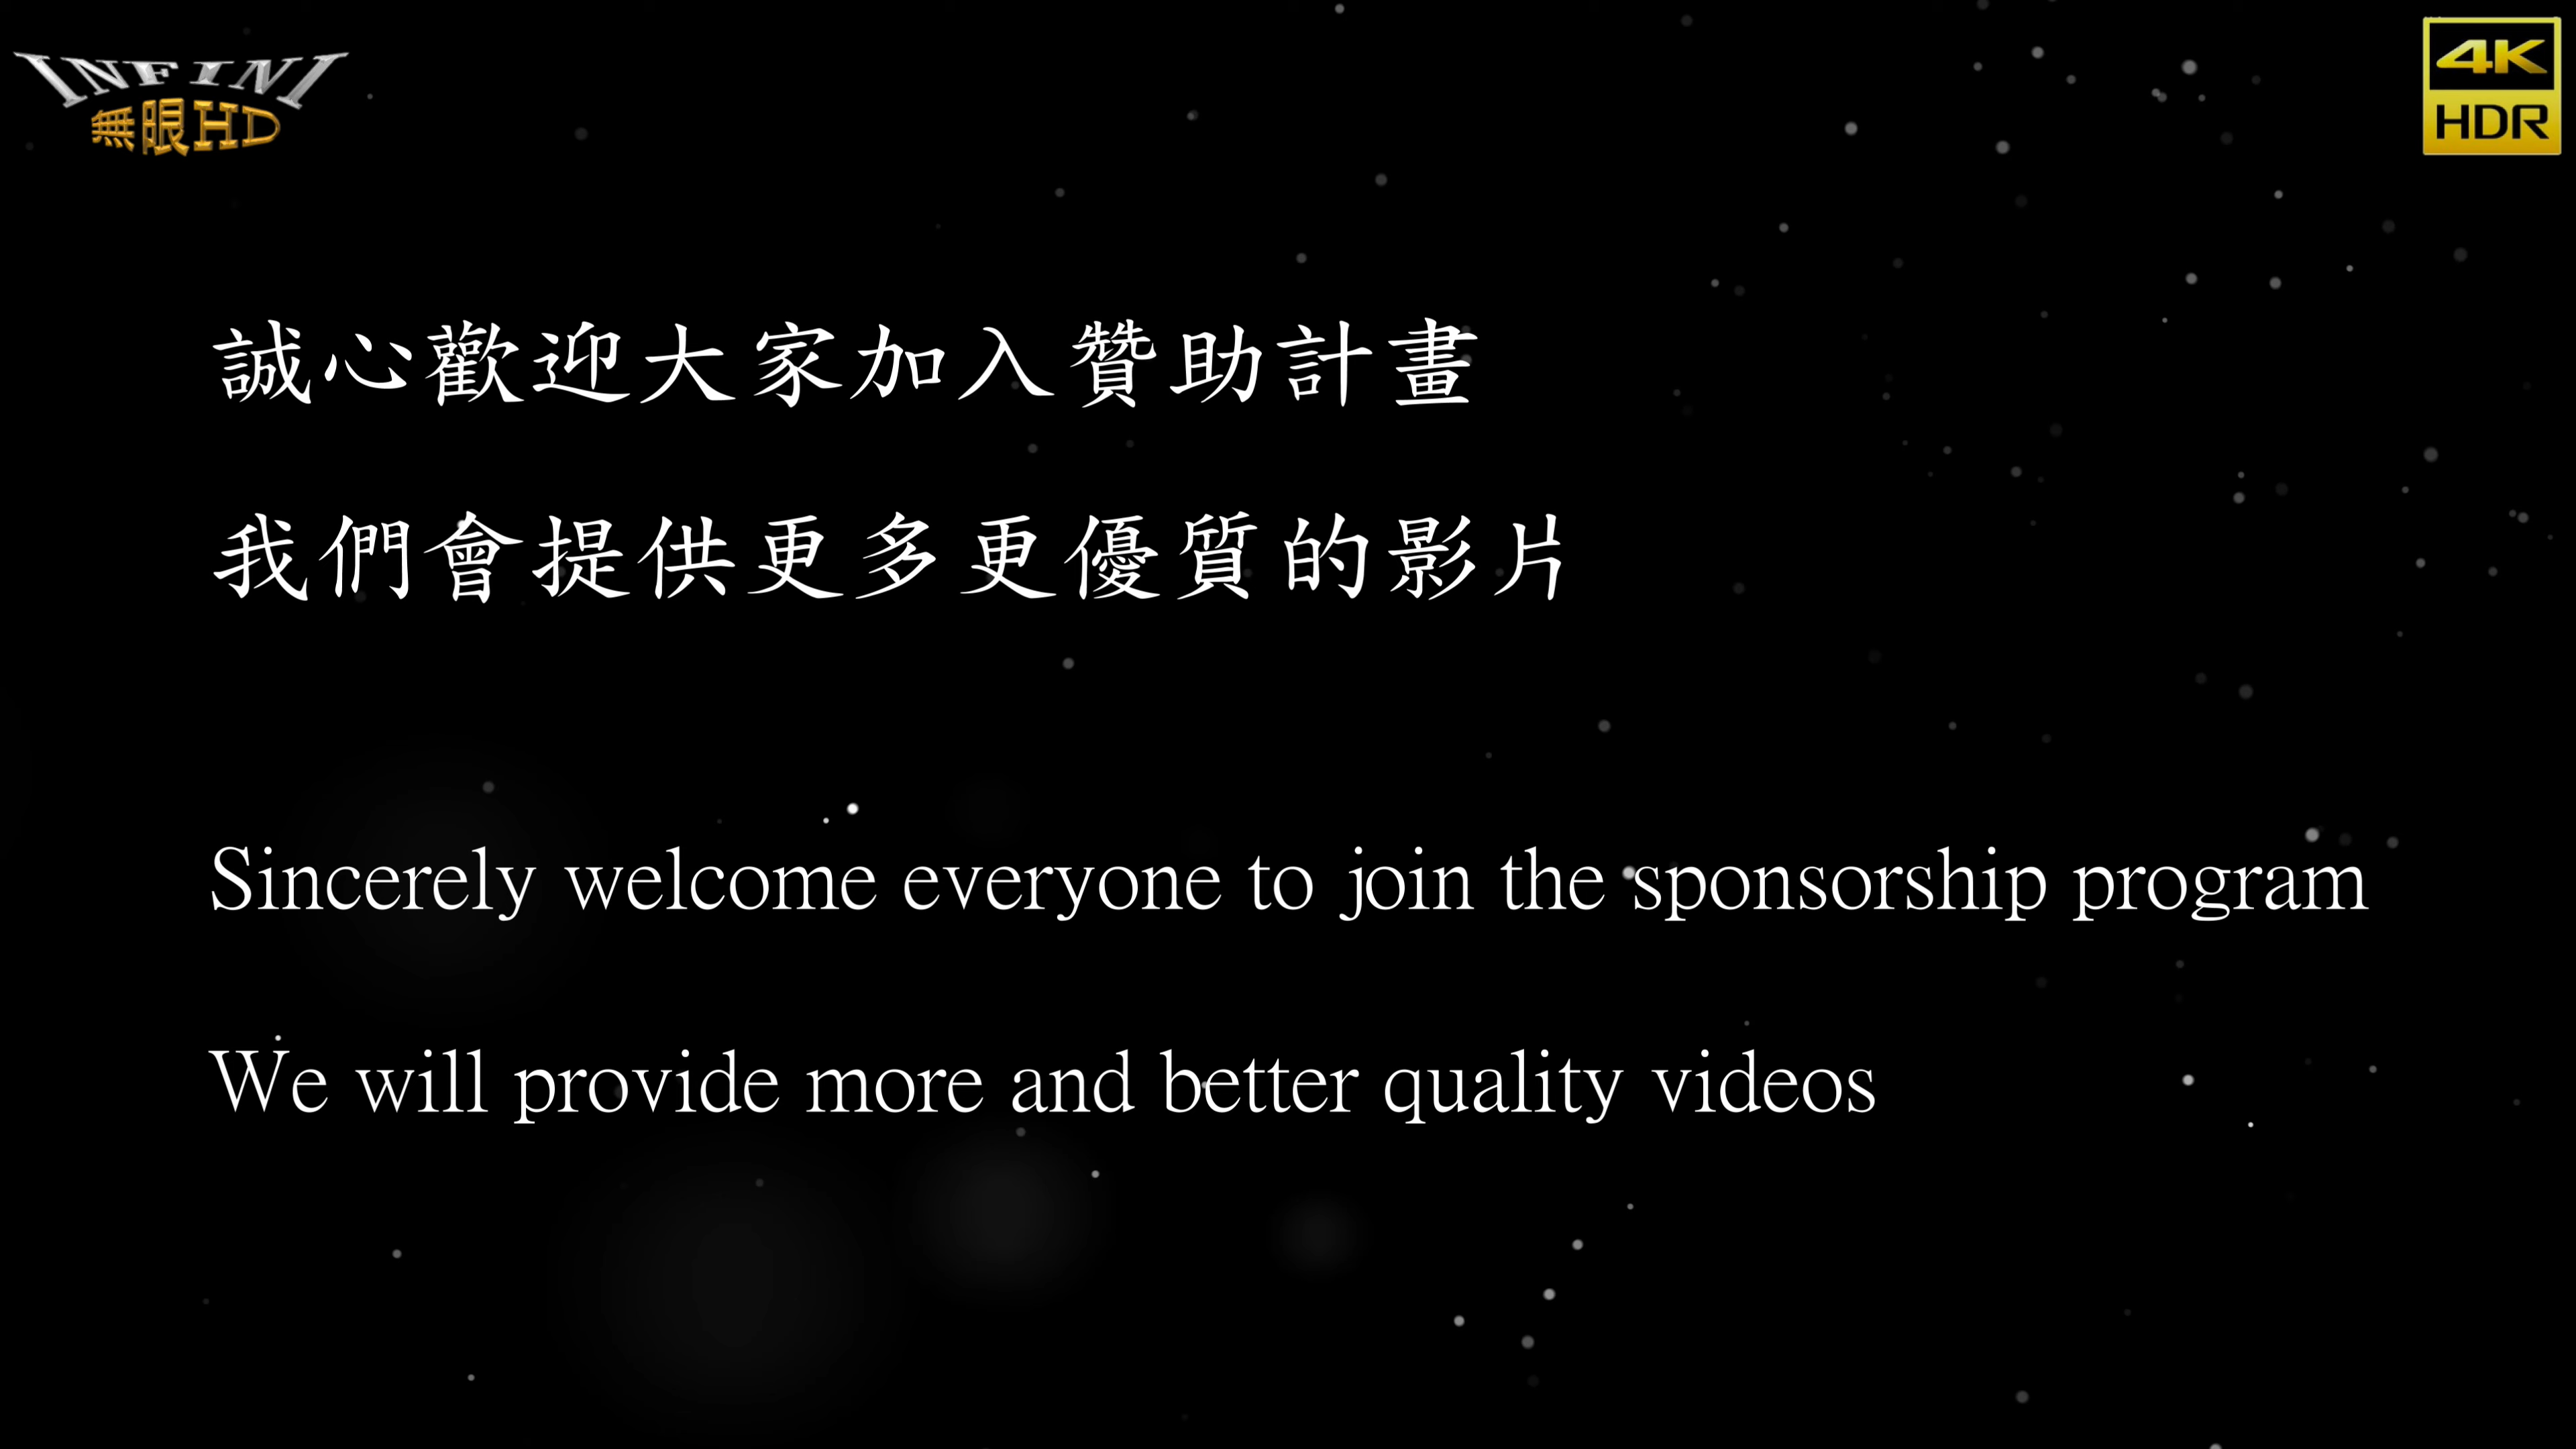 INFINI
無限HD
4K
HDR
誠心歡迎大家加入贊助計畫
我們會提供更多更優質的影片
Sincerely welcome everyone to join the sponsorship program
We will provide more and better quality videos